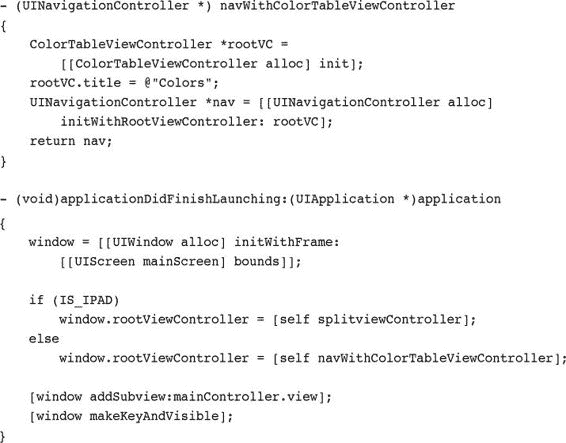 - (UINavigationController *) navWithColorTableViewController
{
    ColorTableViewController *rootVC =
        [[ColorTableViewController alloc] init];
    rootVC.title = @"Colors";
    UINavigationController *nav = [[UINavigationController alloc]
        initWithRootViewController: rootVC];
    return nav;
}

- (void)applicationDidFinishLaunching:(UIApplication *)application
{
    window = [[UIWindow alloc] initWithFrame:
        [[UIScreen mainScreen] bounds]];

    if (IS_IPAD)
        window.rootViewController = [self splitviewController];
    else
        window.rootViewController = [self navWithColorTableViewController];

    [window addSubview:mainController.view];
    [window makeKeyAndVisible];
}